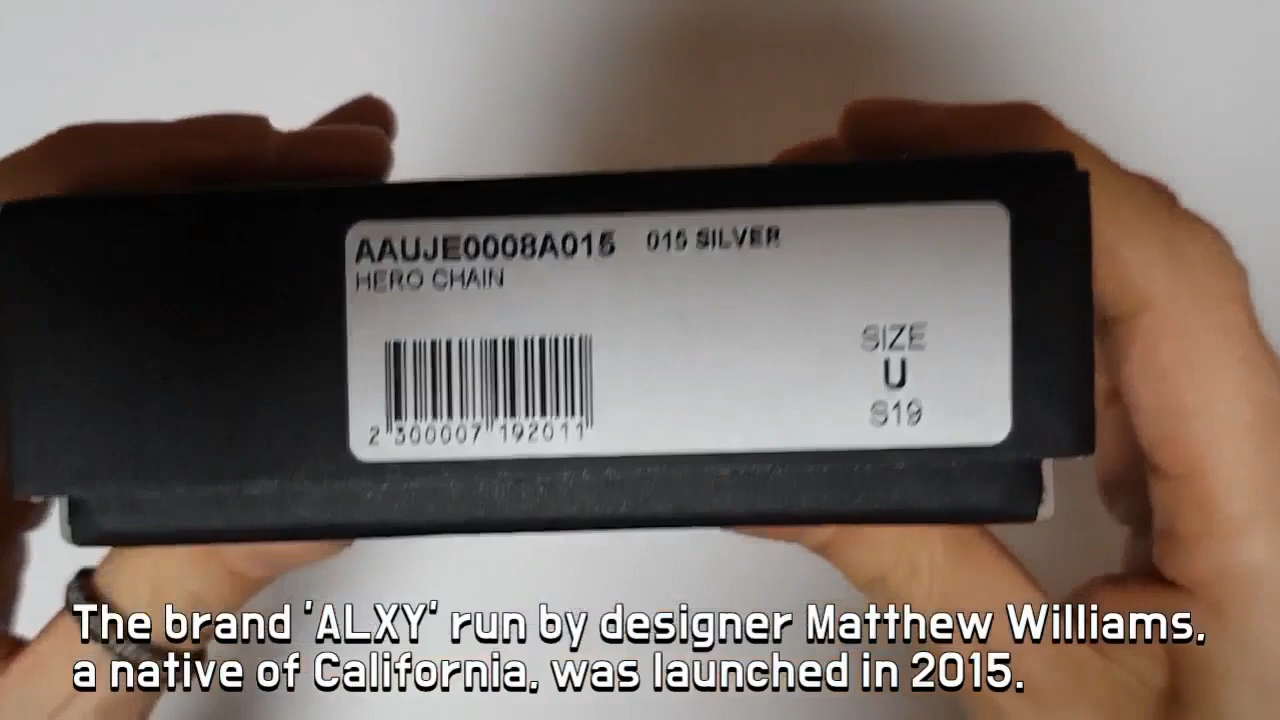 AAUJE0008A015 015 SILVER
HERO CHAIN
SIZE
U
S19
2 300007 192011
The brand 'ALXY' run by designer Matthew Williams,
a native of California, was launched in 2015.